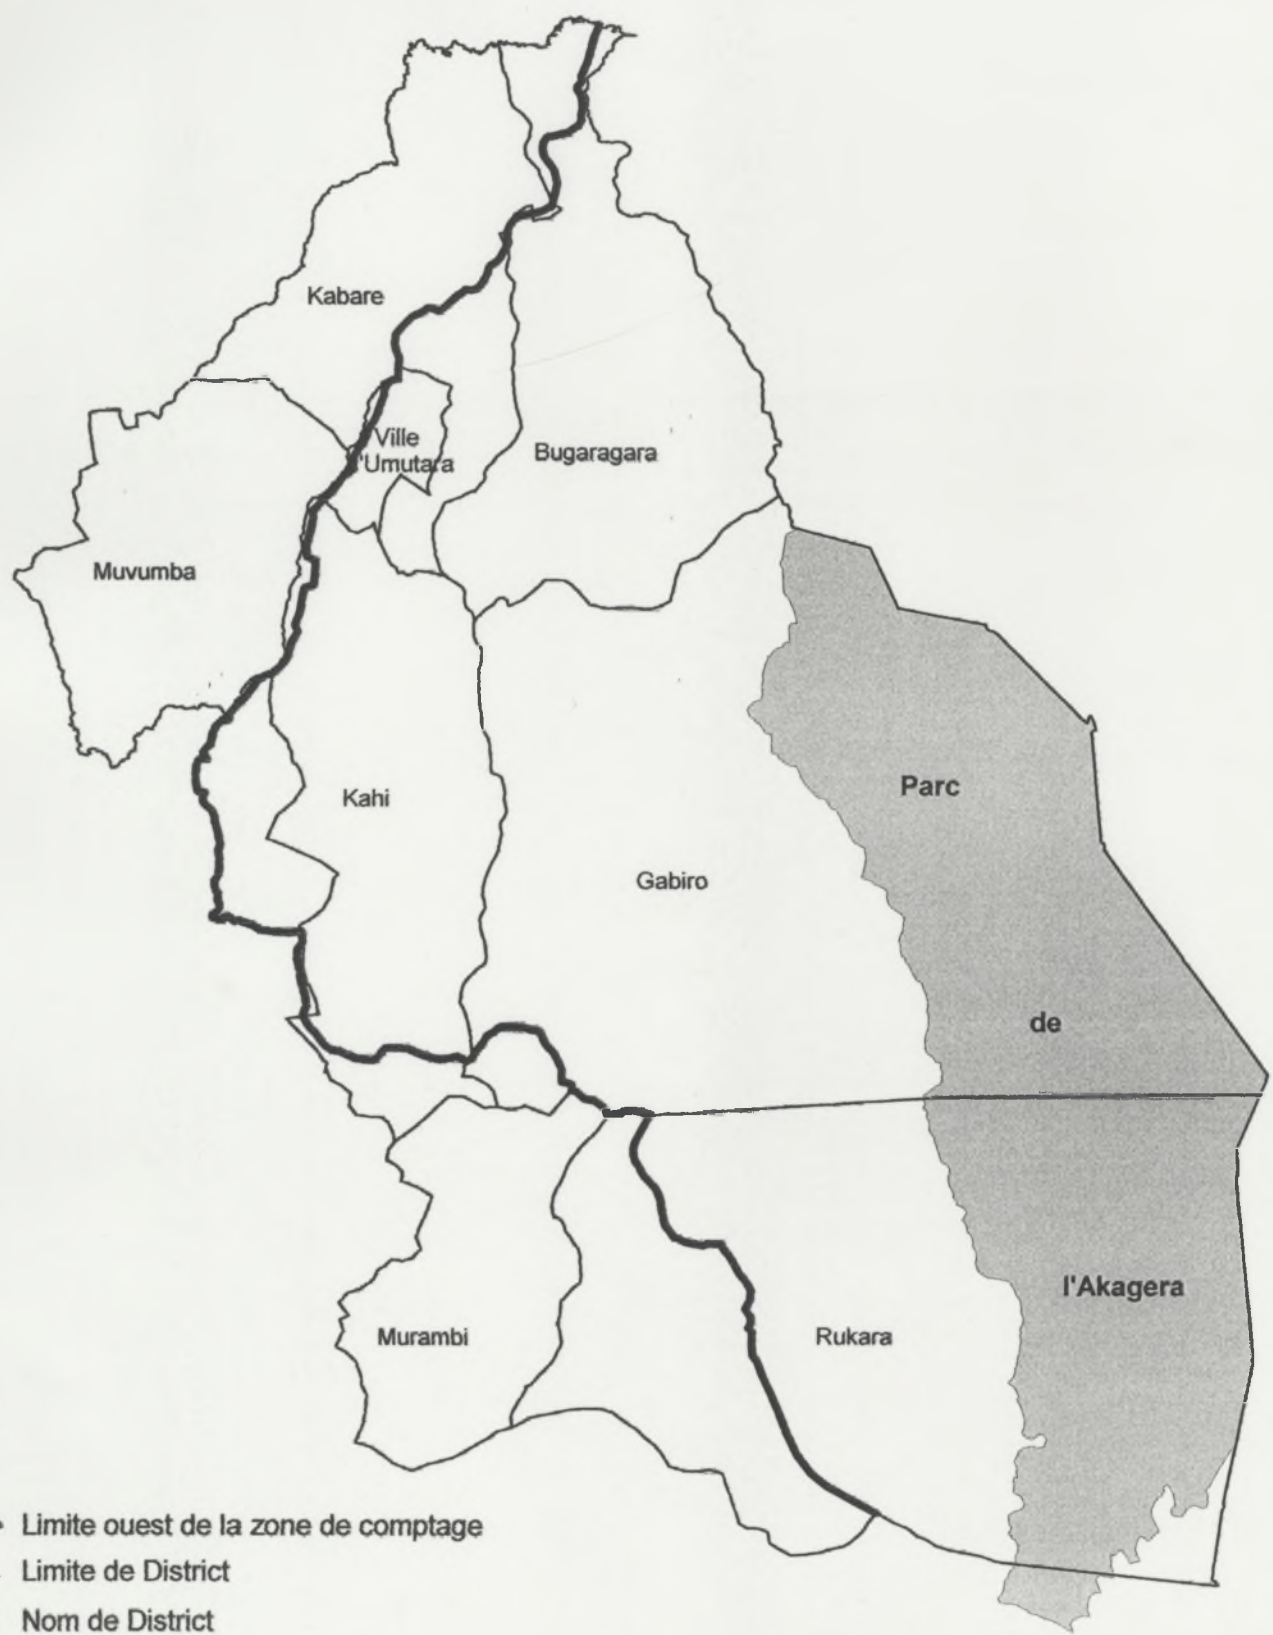 Kabare
Ville
'Umutara
Bugaragara
Muvumba
Parc
Kahi
Gabiro
de
l'Akagera
Murambi
Rukara
Limite ouest de la zone de comptage
Limite de District
Nom de District